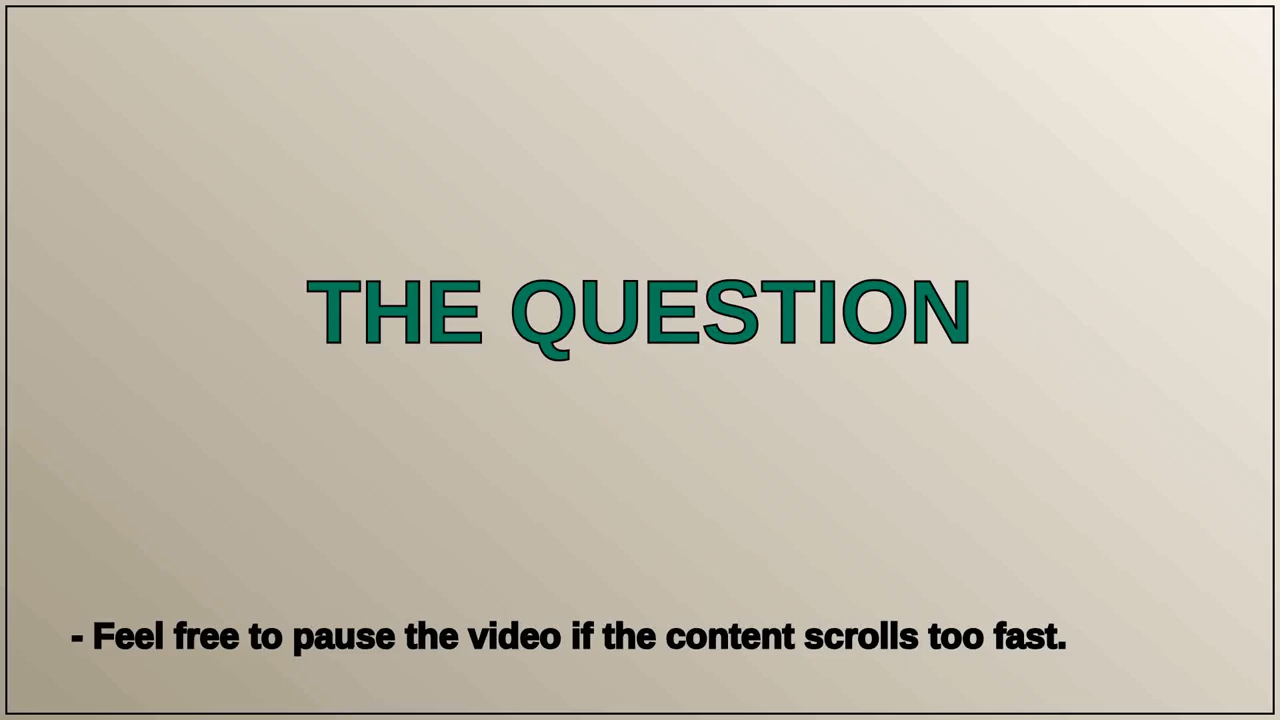 THE QUESTION
- Feel free to pause the video if the content scrolls too fast.